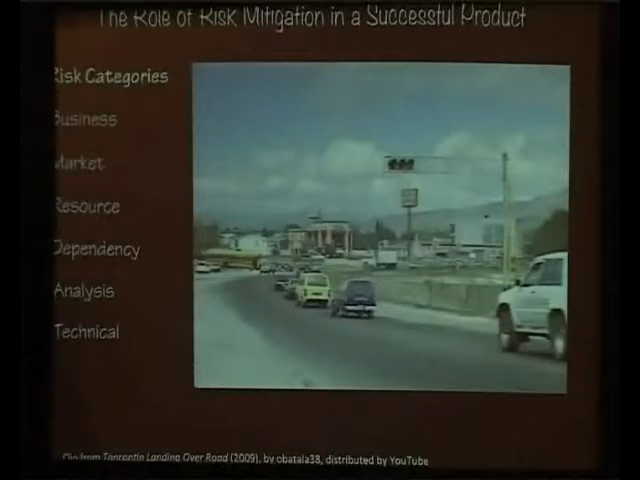 The Role of Risk Mitigation in a Successful Product
Risk Categories
Business
Market
Resource
Dependency
Analysis
Technical
Clip from Toncontin Landing Over Road (2009), by obatala38, distributed by YouTube